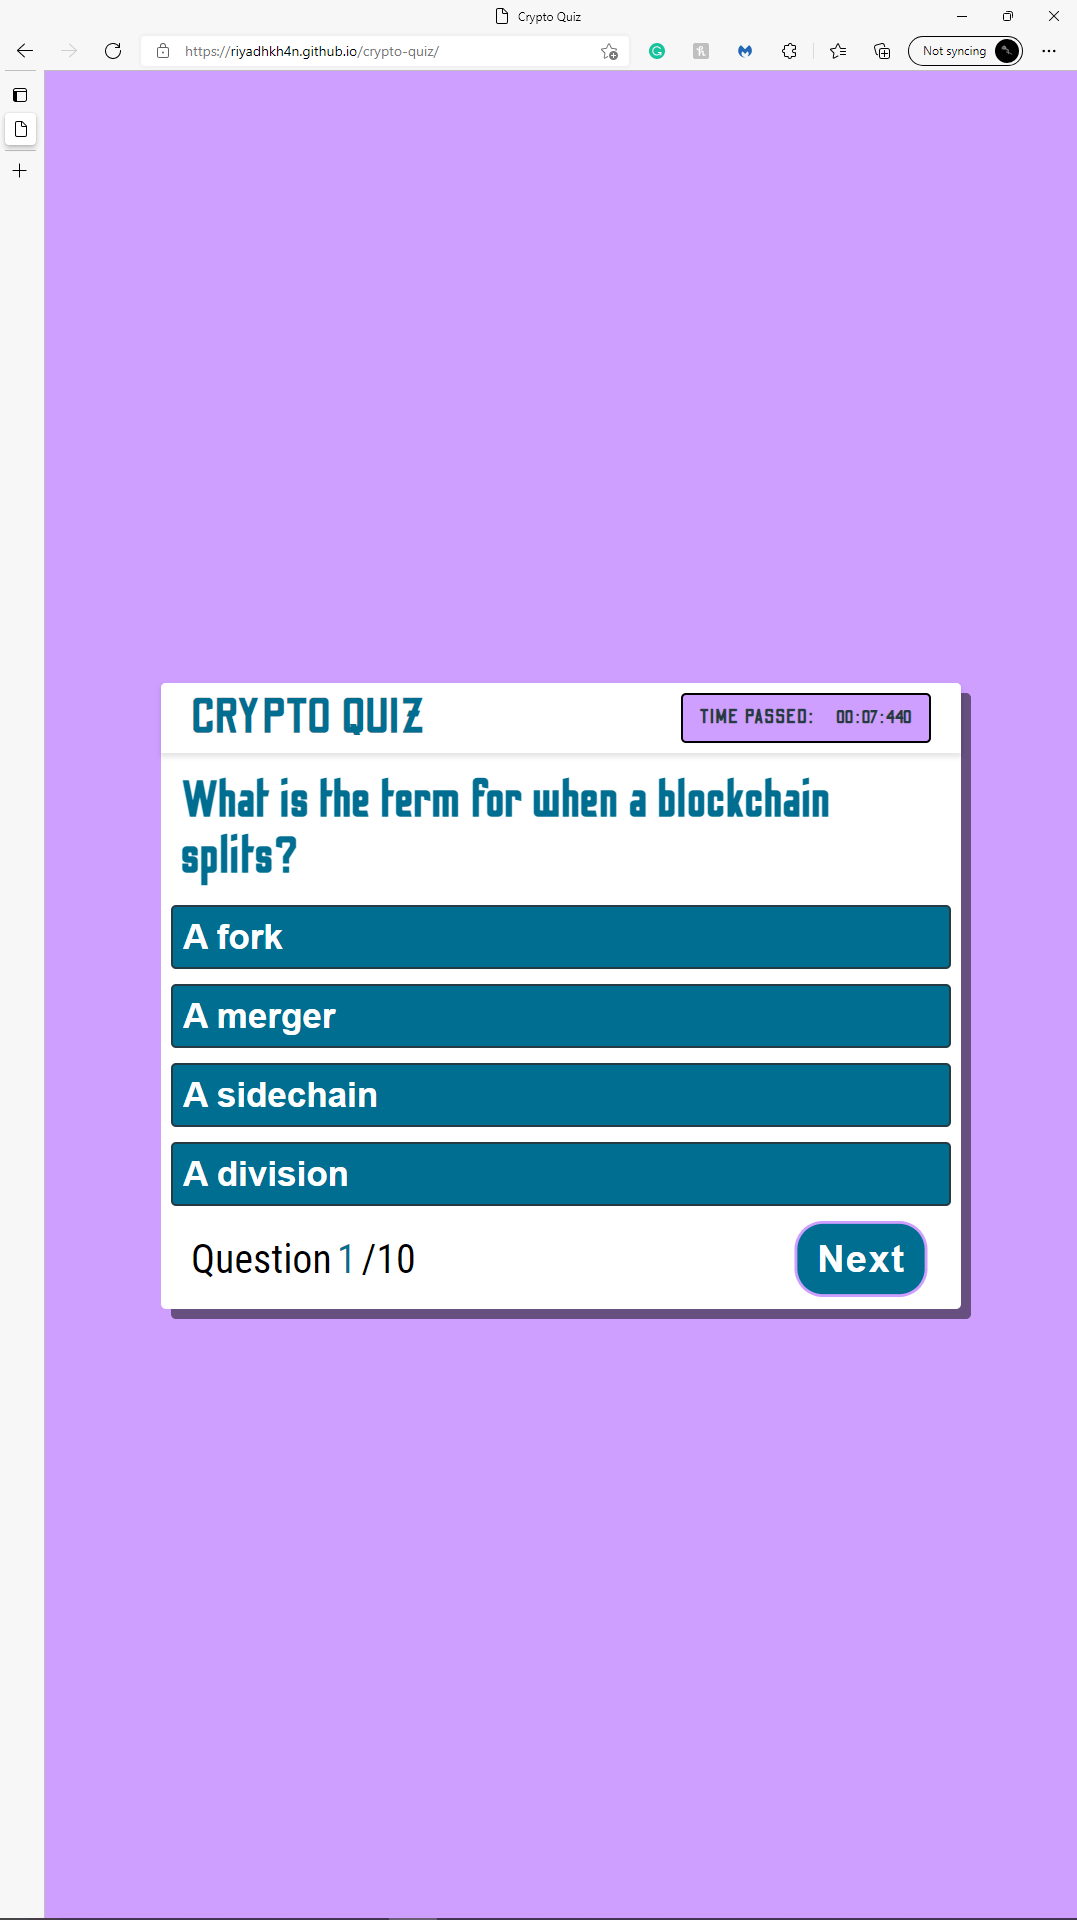 Crypto Quiz
https://riyadhkh4n.github.io/crypto-quiz/
Not syncing
CRYPTO QUIZ
TIME PASSED: 00:07:440
What is the term for when a blockchain
splits?
A fork
A merger
A sidechain
A division
Question 1 /10
Next